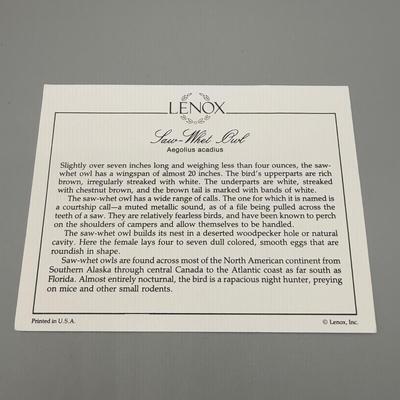 LENOX
Saw-Whet Owl
Aegolius acadius
Slightly over seven inches long and weighing less than four ounces, the saw-
whet owl has a wingspan of almost 20 inches. The bird's upperparts are rich
brown, irregularly streaked with white. The underparts are white, streaked
with chestnut brown, and the brown tail is marked with bands of white.
The saw-whet owl has a wide range of calls. The one for which it is named is
a courtship call—a muted metallic sound, as of a file being pulled across the
teeth of a saw. They are relatively fearless birds, and have been known to perch
on the shoulders of campers and allow themselves to be handled.
The saw-whet owl builds its nest in a deserted woodpecker hole or natural
cavity. Here the female lays four to seven dull colored, smooth eggs that are
roundish in shape.
Saw-whet owls are found across most of the North American continent from
Southern Alaska through central Canada to the Atlantic coast as far south as
Florida. Almost entirely nocturnal, the bird is a rapacious night hunter, preying
on mice and other small rodents.
Printed in U.S.A.
© Lenox, Inc.